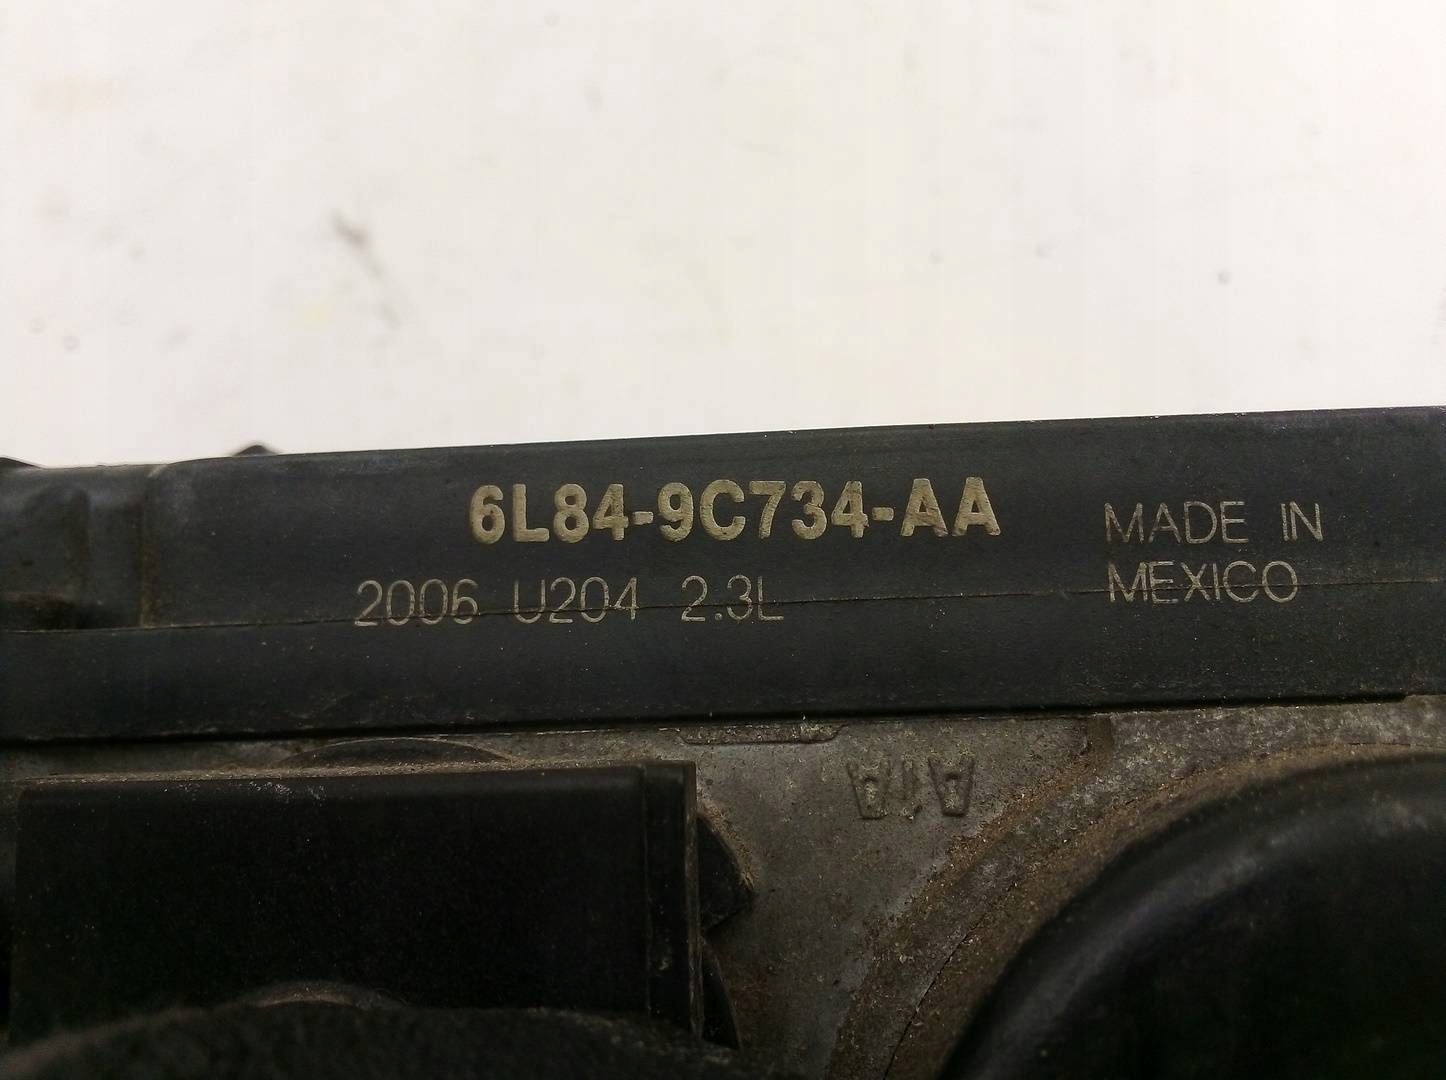 6L84-9C734-AA
2006 U204 2.3L
MADE IN
MEXICO